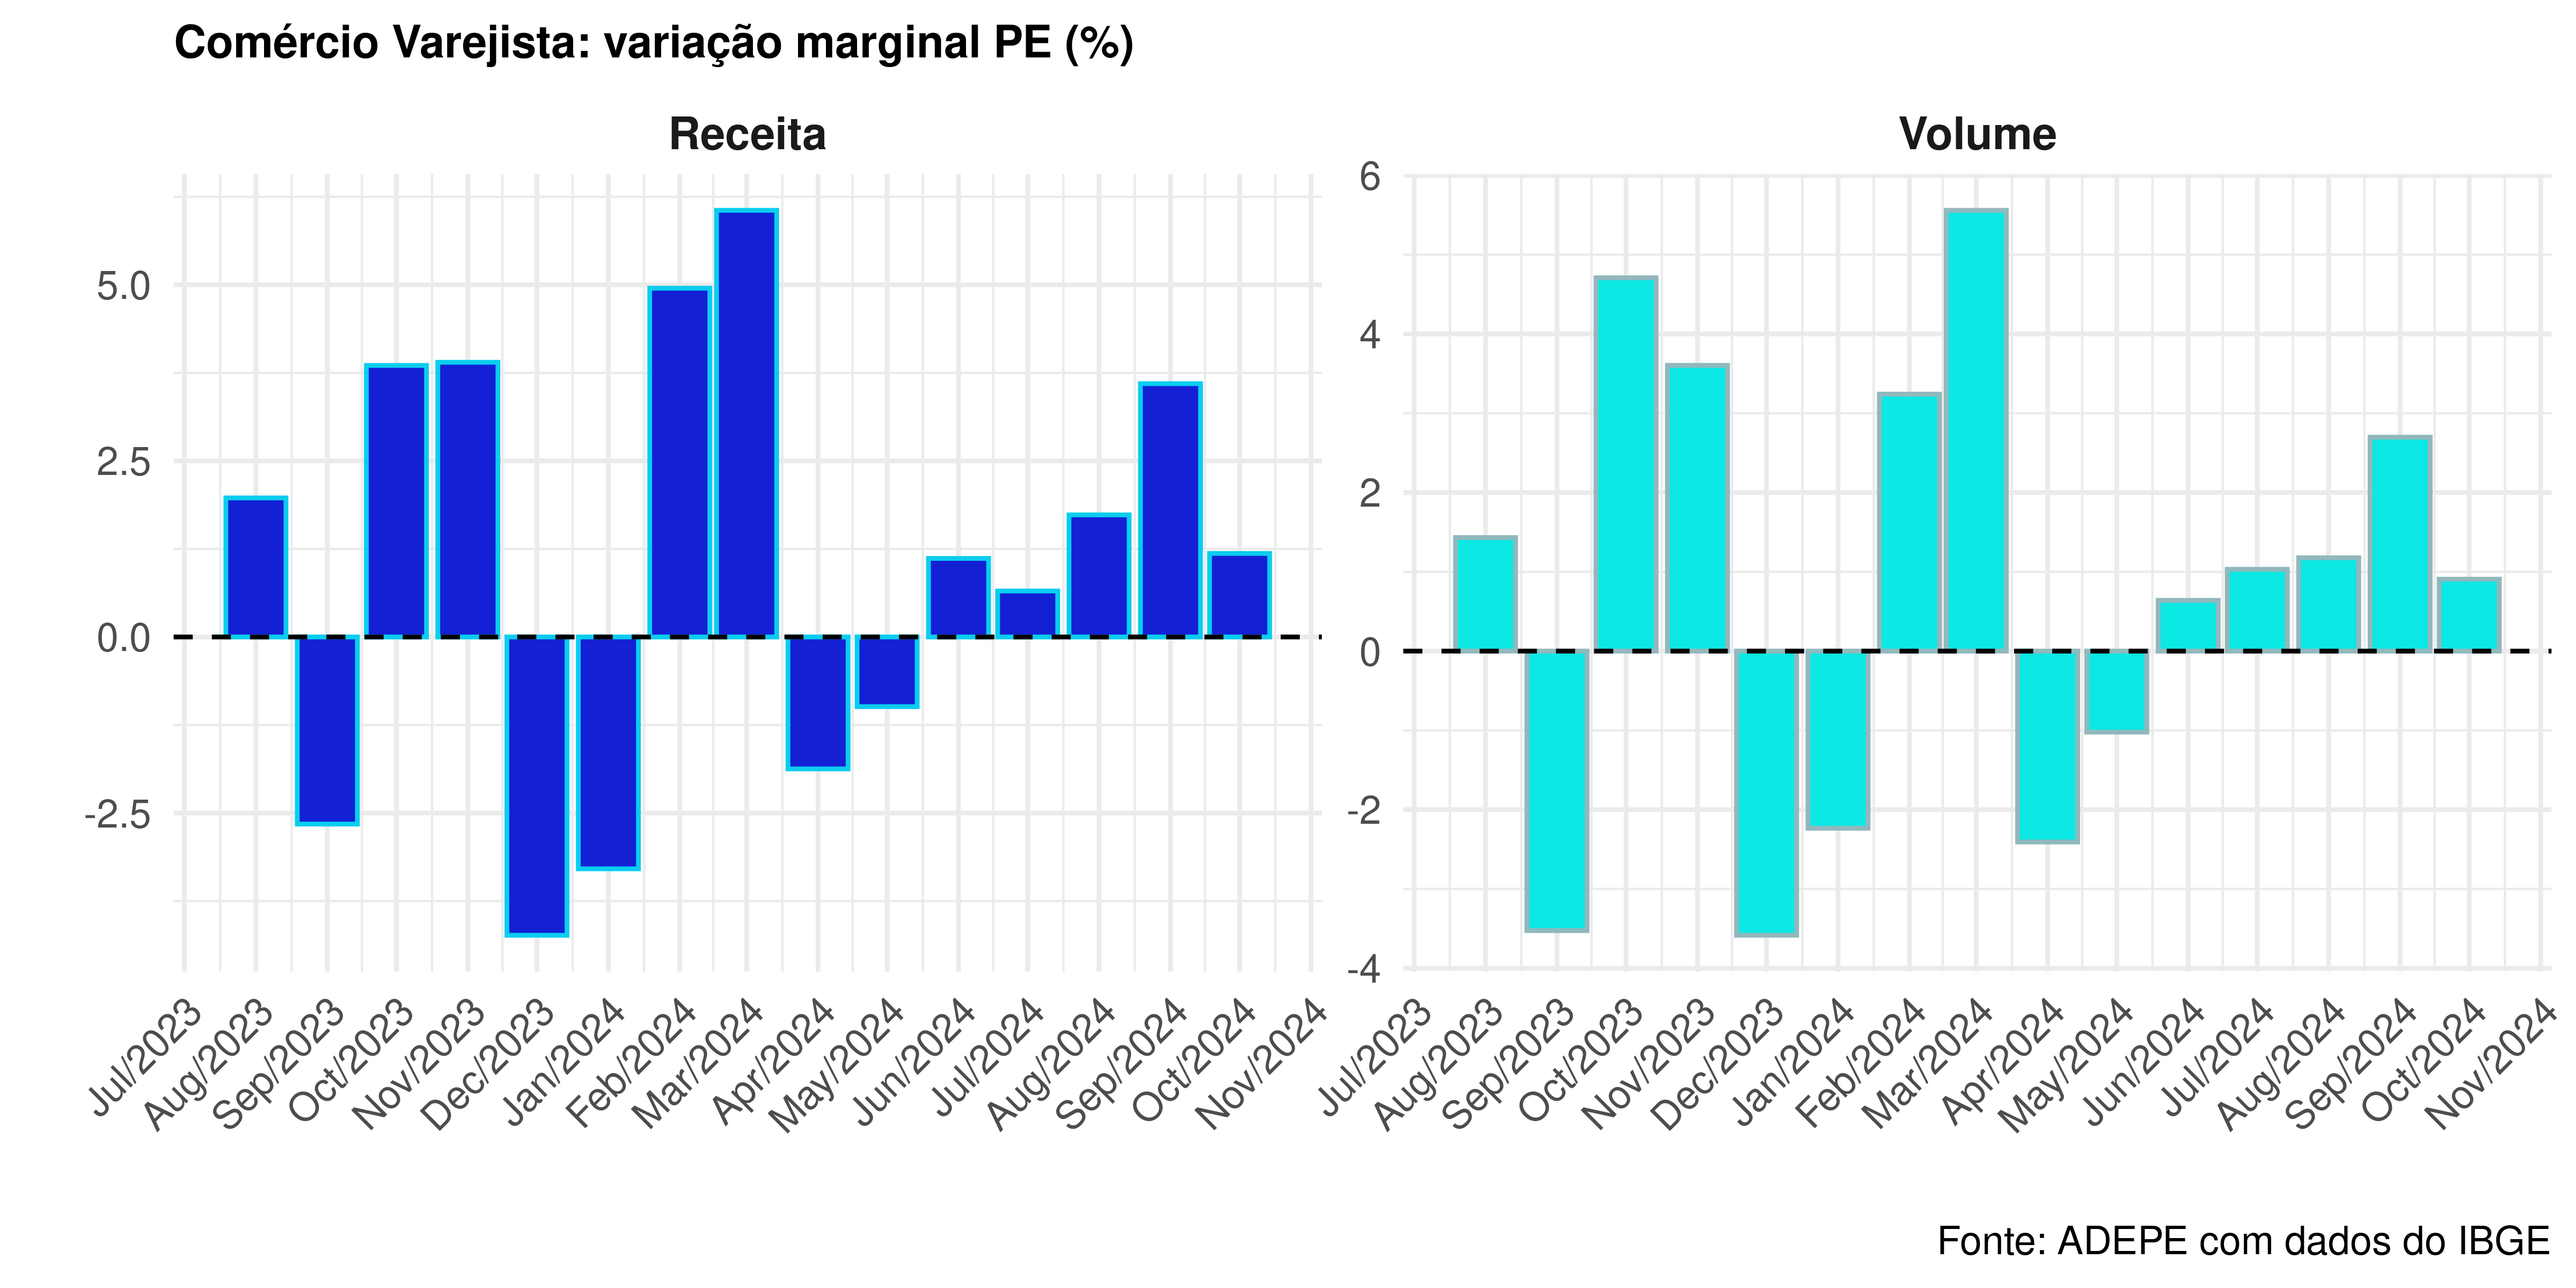 Comércio Varejista: variação marginal PE (%)
Receita
5.0
2.5
0.0
-2.5
Jul/2023
Aug/2023
Sep/2023
Oct/2023
Nov/2023
Dec/2023
Jan/2024
Feb/2024
Mar/2024
Apr/2024
May/2024
Jun/2024
Jul/2024
Aug/2024
Sep/2024
Oct/2024
Nov/2024
Volume
6
4
2
0
-2
-4
Jul/2023
Aug/2023
Sep/2023
Oct/2023
Nov/2023
Dec/2023
Jan/2024
Feb/2024
Mar/2024
Apr/2024
May/2024
Jun/2024
Jul/2024
Aug/2024
Sep/2024
Oct/2024
Nov/2024
Fonte: ADEPE com dados do IBGE